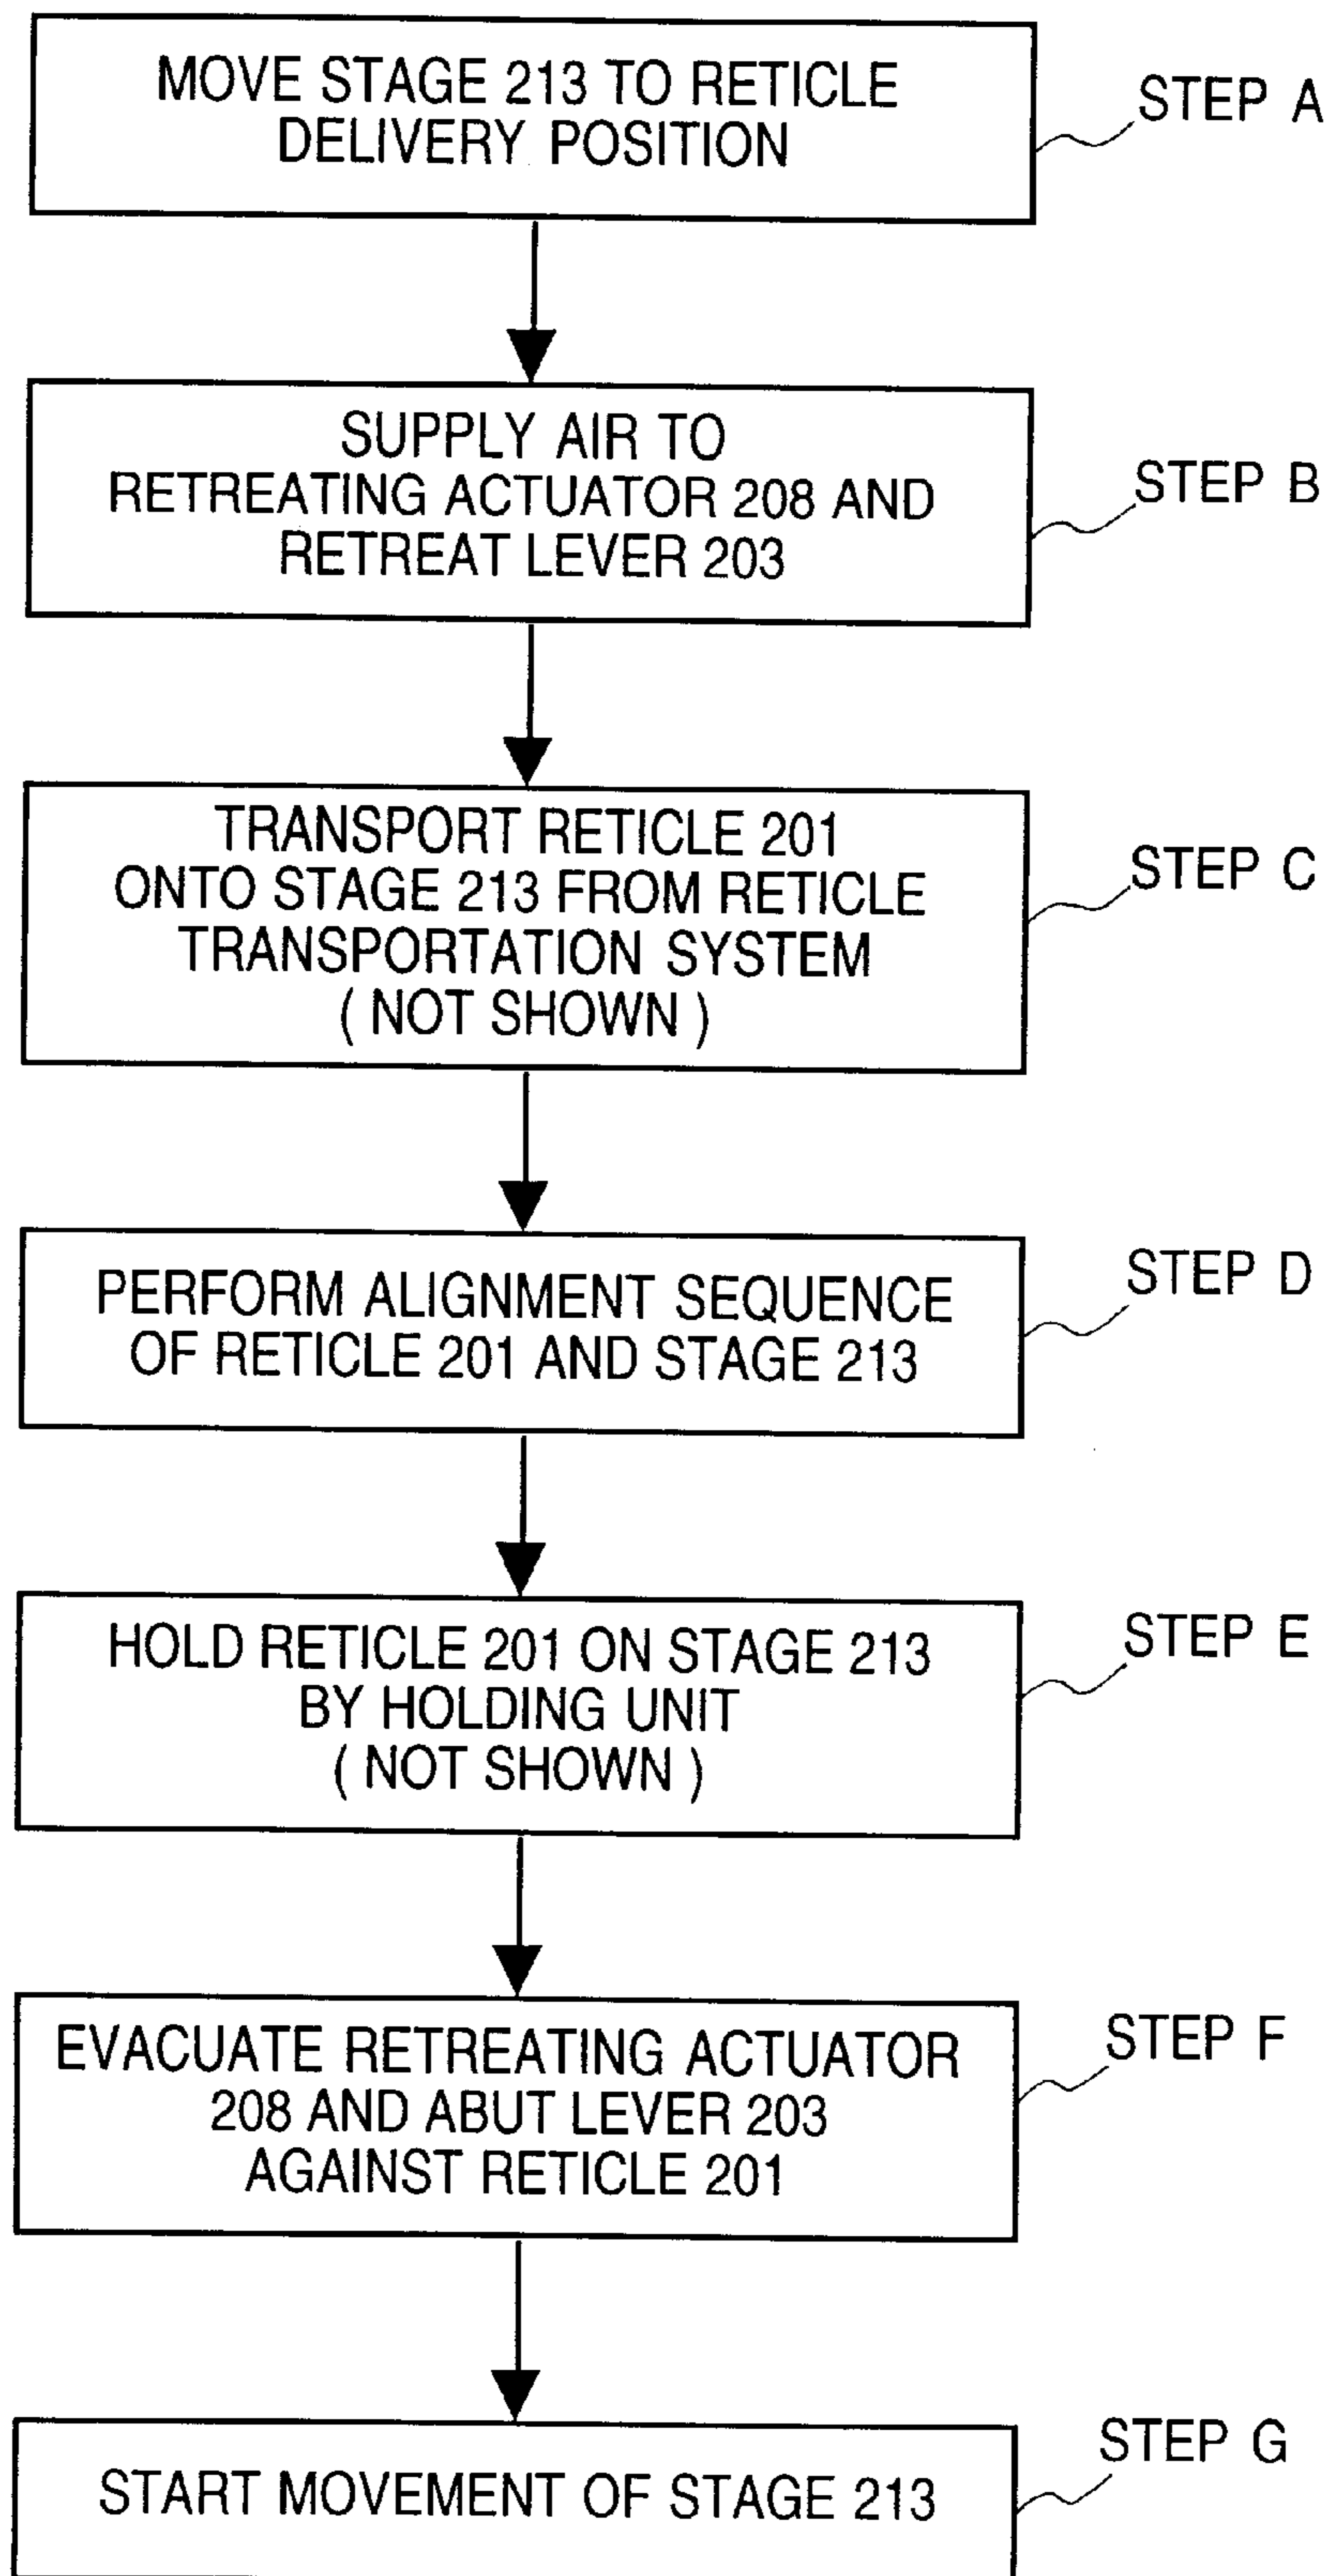 MOVE STAGE 213 TO RETICLE
DELIVERY POSITION
STEP A
SUPPLY AIR TO
RETREATING ACTUATOR 208 AND
RETREAT LEVER 203
STEP B
TRANSPORT RETICLE 201
ONTO STAGE 213 FROM RETICLE
TRANSPORTATION SYSTEM
( NOT SHOWN )
STEP C
PERFORM ALIGNMENT SEQUENCE
OF RETICLE 201 AND STAGE 213
STEP D
HOLD RETICLE 201 ON STAGE 213
BY HOLDING UNIT
( NOT SHOWN )
STEP E
EVACUATE RETREATING ACTUATOR
208 AND ABUT LEVER 203
AGAINST RETICLE 201
STEP F
START MOVEMENT OF STAGE 213
STEP G